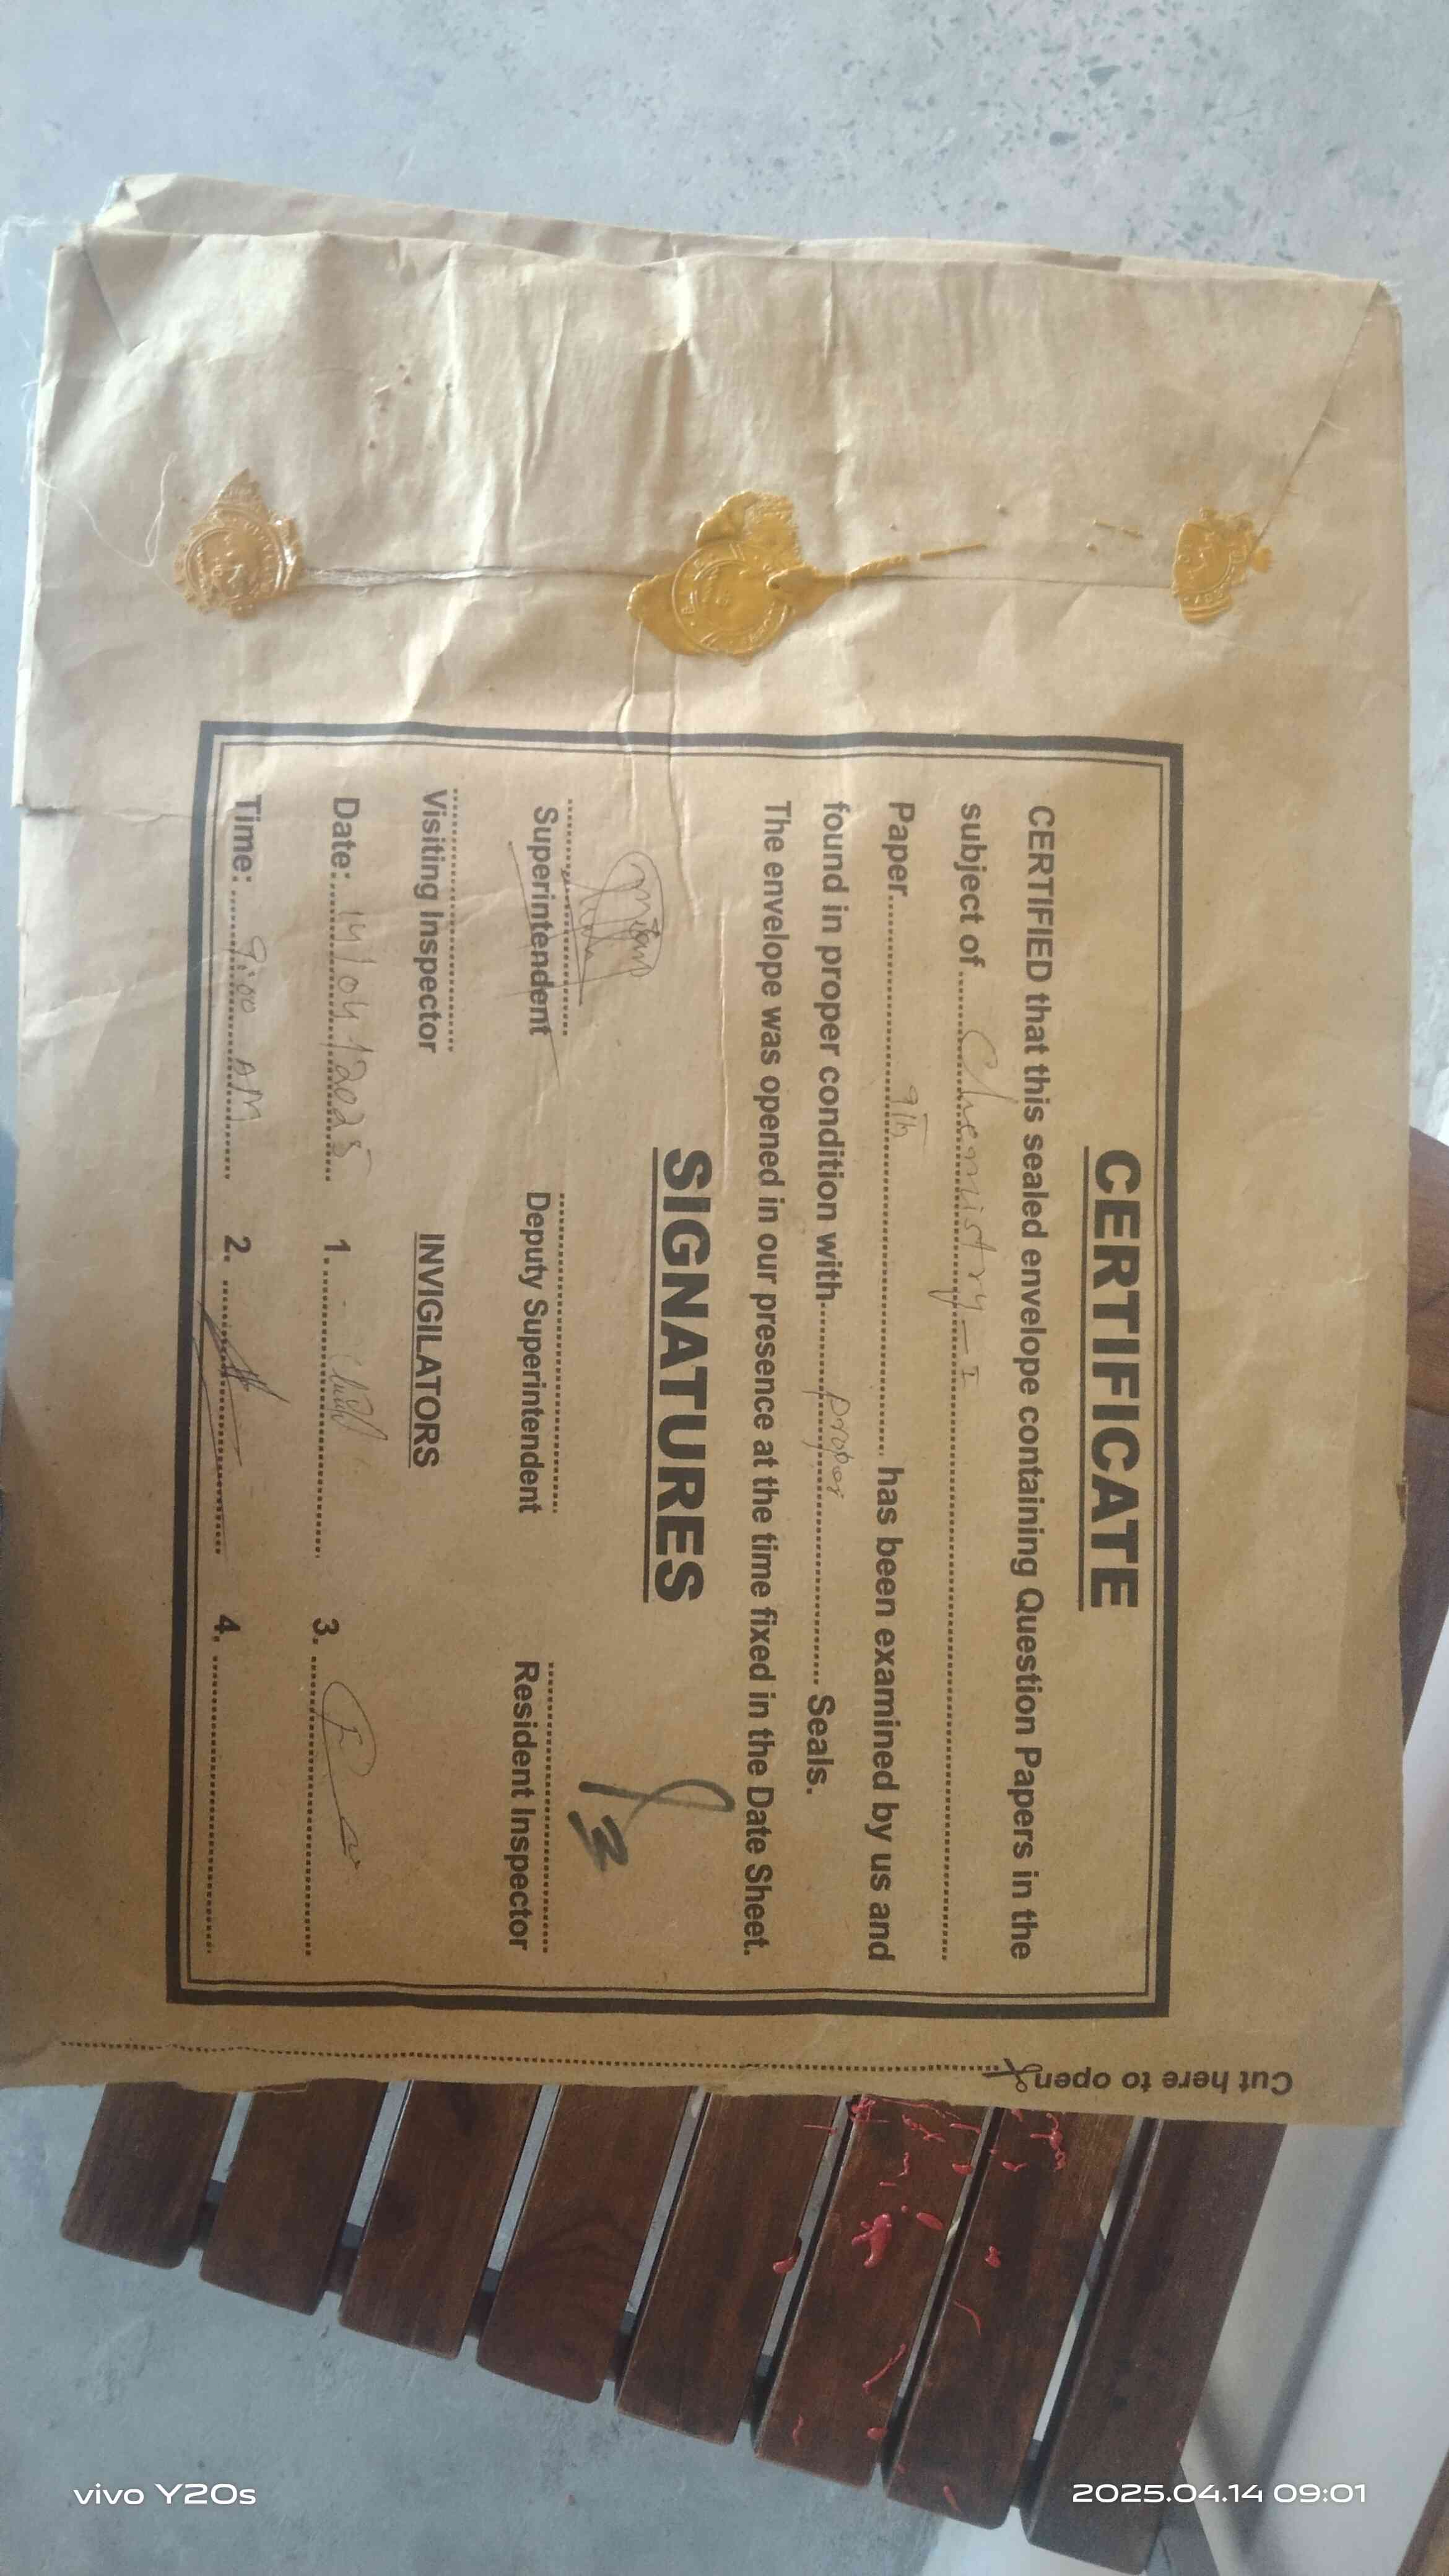 CERTIFICATE
CERTIFIED that this sealed envelope containing Question Papers in the
subject of ........ Chemistry - I ........
Paper ........ 9th ........ has been examined by us and
found in proper condition with ........ proper ........ Seals.
The envelope was opened in our presence at the time fixed in the Date Sheet.
SIGNATURES
Superintendent Deputy Superintendent Resident Inspector
Visiting Inspector INVIGILATORS
Date: 14/04/2025 1. 3.
Time: 9:00 AM 2. 4.
Cut here to open
vivo Y20s
2025.04.14 09:01